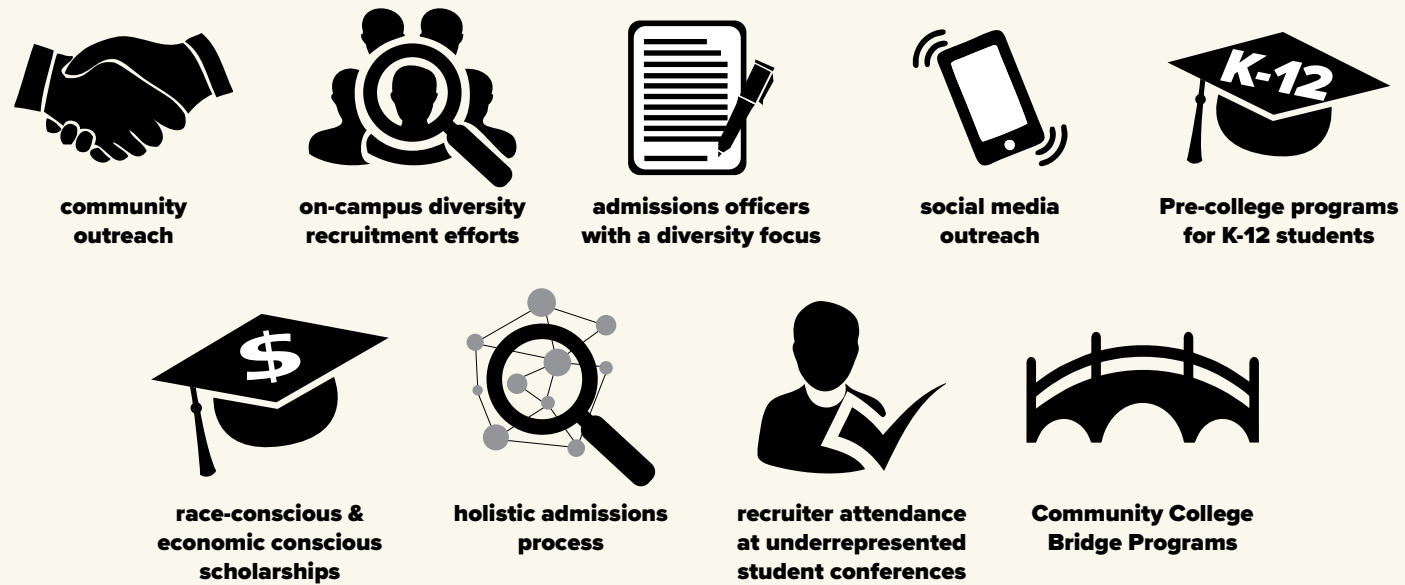 K-12
community
outreach
on-campus diversity
recruitment efforts
admissions officers
with a diversity focus
social media
outreach
Pre-college programs
for K-12 students
$
race-conscious &
economic conscious
scholarships
holistic admissions
process
recruiter attendance
at underrepresented
student conferences
Community College
Bridge Programs